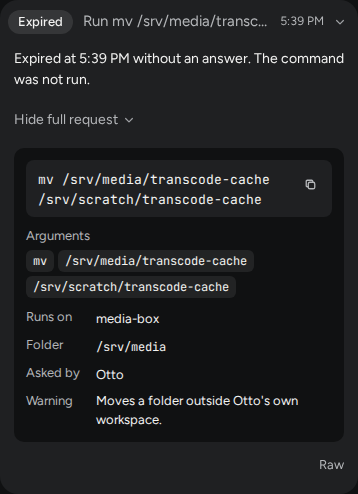 Expired Run mv /srv/media/transc... 5:39 PM
Expired at 5:39 PM without an answer. The command
was not run.
Hide full request
mv /srv/media/transcode-cache
/srv/scratch/transcode-cache
Arguments
mv /srv/media/transcode-cache
/srv/scratch/transcode-cache
Runs on media-box
Folder /srv/media
Asked by Otto
Warning Moves a folder outside Otto's own
workspace.
Raw